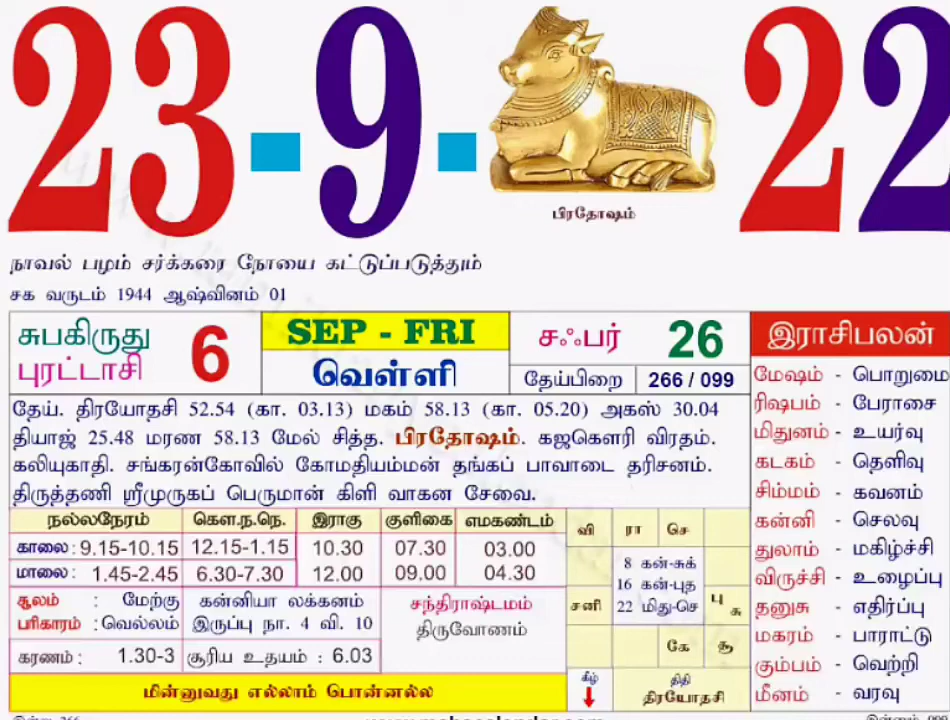 23-9-22
பிரதோஷம்
நாவல் பழம் சர்க்கரை நோயை கட்டுப்படுத்தும்
சக வருடம் 1944 ஆஷ்வினம் 01
சுபகிருது
புரட்டாசி 6
SEP - FRI
வெள்ளி
சஃபர் 26
தேய்பிறை 266 / 099
தேய். திரயோதசி 52.54 (கா. 03.13) மகம் 58.13 (கா. 05.20) அகஸ் 30.04
தியாஜ் 25.48 மரண 58.13 மேல் சித்த. பிரதோஷம். கஜகௌரி விரதம்.
கலியுகாதி. சங்கரன்கோவில் கோமதியம்மன் தங்கப் பாவாடை தரிசனம்.
திருத்தணி ஸ்ரீமுருகப் பெருமான் கிளி வாகன சேவை.
நல்லநேரம் கௌ.ந.நெ. இராகு குளிகை எமகண்டம்
காலை : 9.15-10.15 12.15-1.15 10.30 07.30 03.00
மாலை : 1.45-2.45 6.30-7.30 12.00 09.00 04.30
சூலம் : மேற்கு
பரிகாரம் : வெல்லம்
கன்னியா லக்கனம்
இருப்பு நா. 4 வி. 10
சந்திராஷ்டமம்
திருவோணம்
கரணம் : 1.30-3 சூரிய உதயம் : 6.03
மின்னுவது எல்லாம் பொன்னல்ல
வி ரா செ
8 கன்-சுக்
16 கன்-புத
22 மிது-செ
சனி
பு
சு
கே சூ
கீழ்
திதி
திரயோதசி
இராசிபலன்
மேஷம் - பொறுமை
ரிஷபம் - பேராசை
மிதுனம் - உயர்வு
கடகம் - தெளிவு
சிம்மம் - கவனம்
கன்னி - செலவு
துலாம் - மகிழ்ச்சி
விருச்சி - உழைப்பு
தனுசு - எதிர்ப்பு
மகரம் - பாராட்டு
கும்பம் - வெற்றி
மீனம் - வரவு